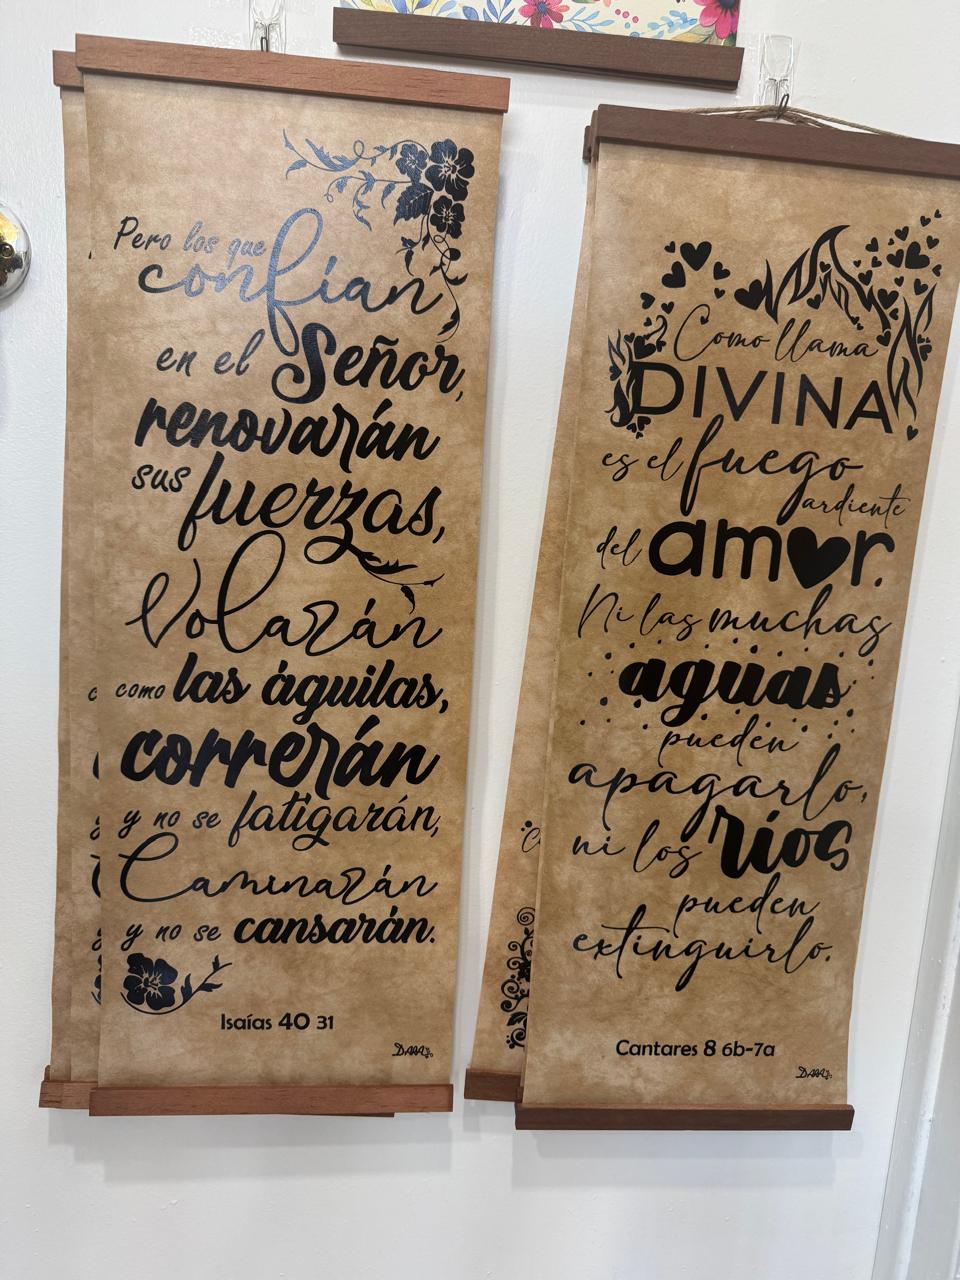 Pero los que
confían
en el Señor,
renovarán
sus fuerzas,
Volarán
como las águilas,
correrán
y no se fatigarán,
Caminarán
y no se cansarán.
Isaías 40 31
Como llama
DIVINA
es el fuego
ardiente
del amor.
Ni las muchas
aguas
pueden
apagarlo,
ni los ríos
pueden
extinguirlo.
Cantares 8 6b-7a